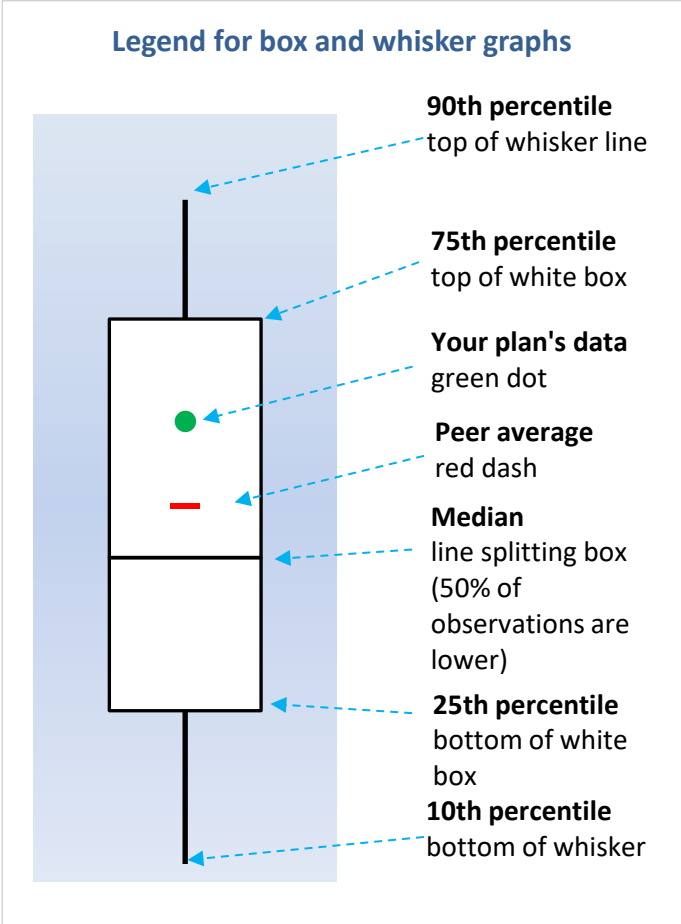 Legend for box and whisker graphs
90th percentile
top of whisker line
75th percentile
top of white box
Your plan's data
green dot
Peer average
red dash
Median
line splitting box
(50% of
observations are
lower)
25th percentile
bottom of white
box
10th percentile
bottom of whisker